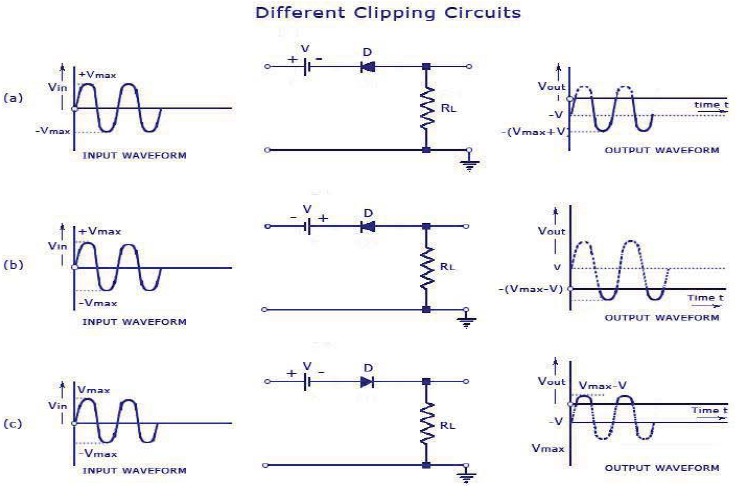 Different Clipping Circuits
(a)
Vin
+Vmax
-Vmax
INPUT WAVEFORM
+ V -
D
RL
Vout
-V
-(Vmax+V)
time t
OUTPUT WAVEFORM
(b)
Vin
+Vmax
-Vmax
INPUT WAVEFORM
- V +
D
RL
Vout
V
-(Vmax-V)
Time t
OUTPUT WAVEFORM
(c)
Vin
Vmax
-Vmax
INPUT WAVEFORM
+ V -
D
RL
Vout
Vmax-V
-V
Vmax
Time t
OUTPUT WAVEFORM